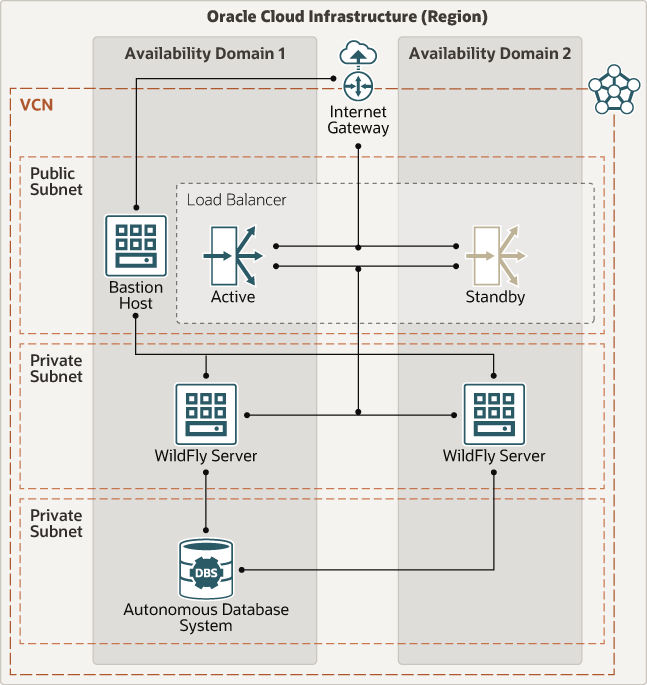 Oracle Cloud Infrastructure (Region)
Availability Domain 1
Availability Domain 2
VCN
Internet
Gateway
Public
Subnet
Load Balancer
Bastion
Host
Active
Standby
Private
Subnet
WildFly Server
WildFly Server
Private
Subnet
DBS
Autonomous Database
System